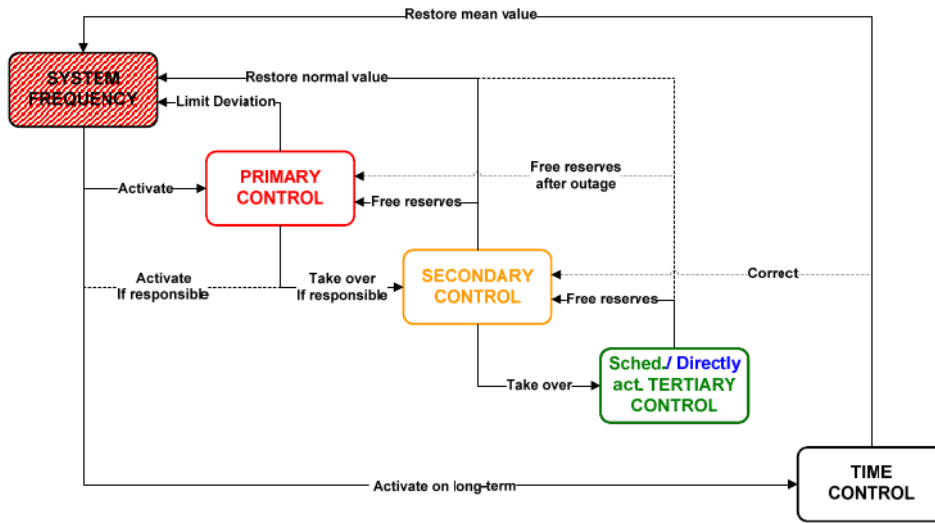 Restore mean value
SYSTEM
FREQUENCY
Restore normal value
Limit Deviation
PRIMARY
CONTROL
Free reserves
after outage
Activate
Free reserves
Activate
If responsible
Take over
If responsible
SECONDARY
CONTROL
Correct
Free reserves
Sched./ Directly
act. TERTIARY
CONTROL
Take over
TIME
CONTROL
Activate on long-term